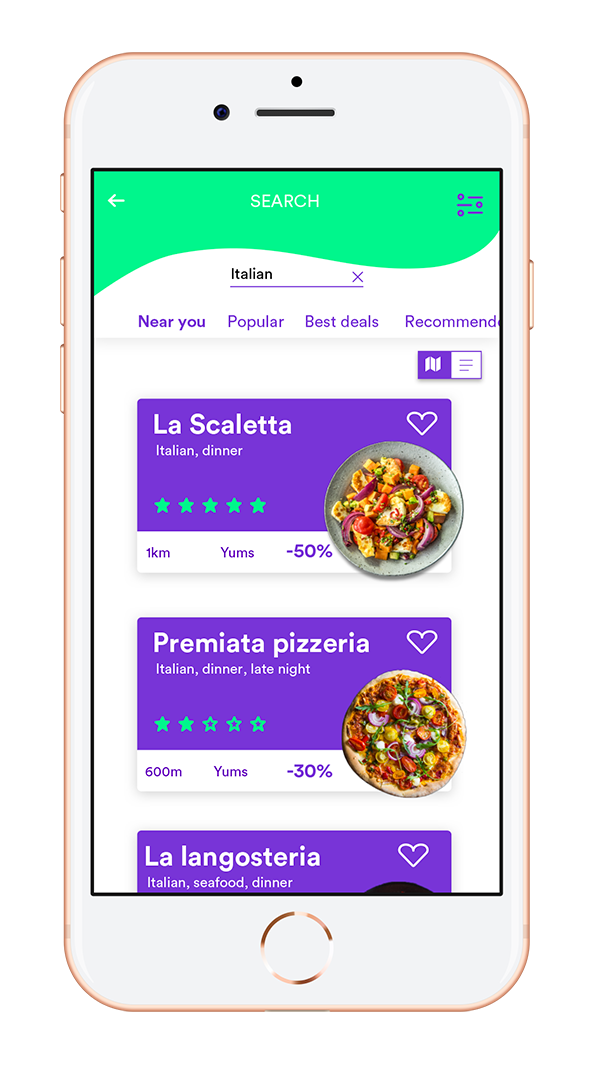 SEARCH
Italian
Near you Popular Best deals Recommende
La Scaletta
Italian, dinner
1km Yums -50%
Premiata pizzeria
Italian, dinner, late night
600m Yums -30%
La langosteria
Italian, seafood, dinner